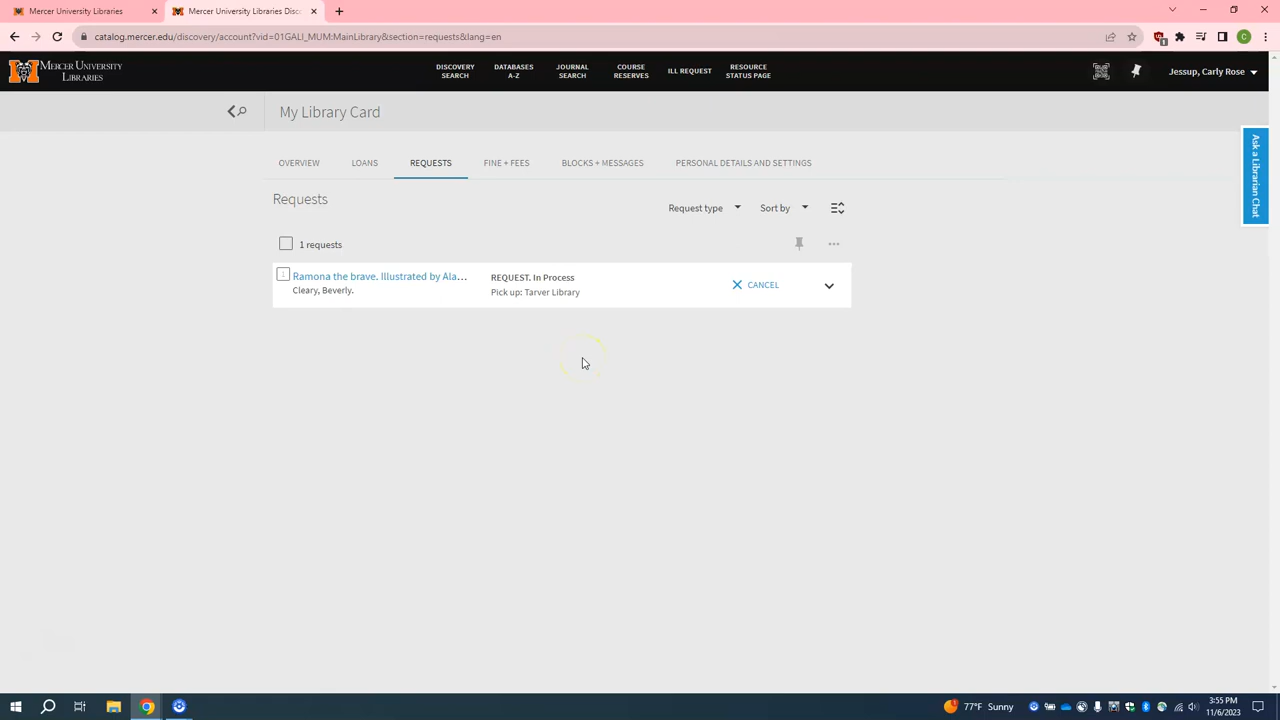 Mercer University Libraries
Mercer University Libraries Disc
catalog.mercer.edu/discovery/account?vid=01GALI_MUM:MainLibrary&section=requests&lang=en
MERCER UNIVERSITY
LIBRARIES
DISCOVERY
SEARCH
DATABASES
A-Z
JOURNAL
SEARCH
COURSE
RESERVES
ILL REQUEST
RESOURCE
STATUS PAGE
Jessup, Carly Rose
My Library Card
Ask a Librarian Chat
OVERVIEW
LOANS
REQUESTS
FINE + FEES
BLOCKS + MESSAGES
PERSONAL DETAILS AND SETTINGS
Requests
Request type
Sort by
1 requests
1
Ramona the brave. Illustrated by Ala...
Cleary, Beverly.
REQUEST. In Process
Pick up: Tarver Library
CANCEL
77°F Sunny
3:55 PM
11/6/2023